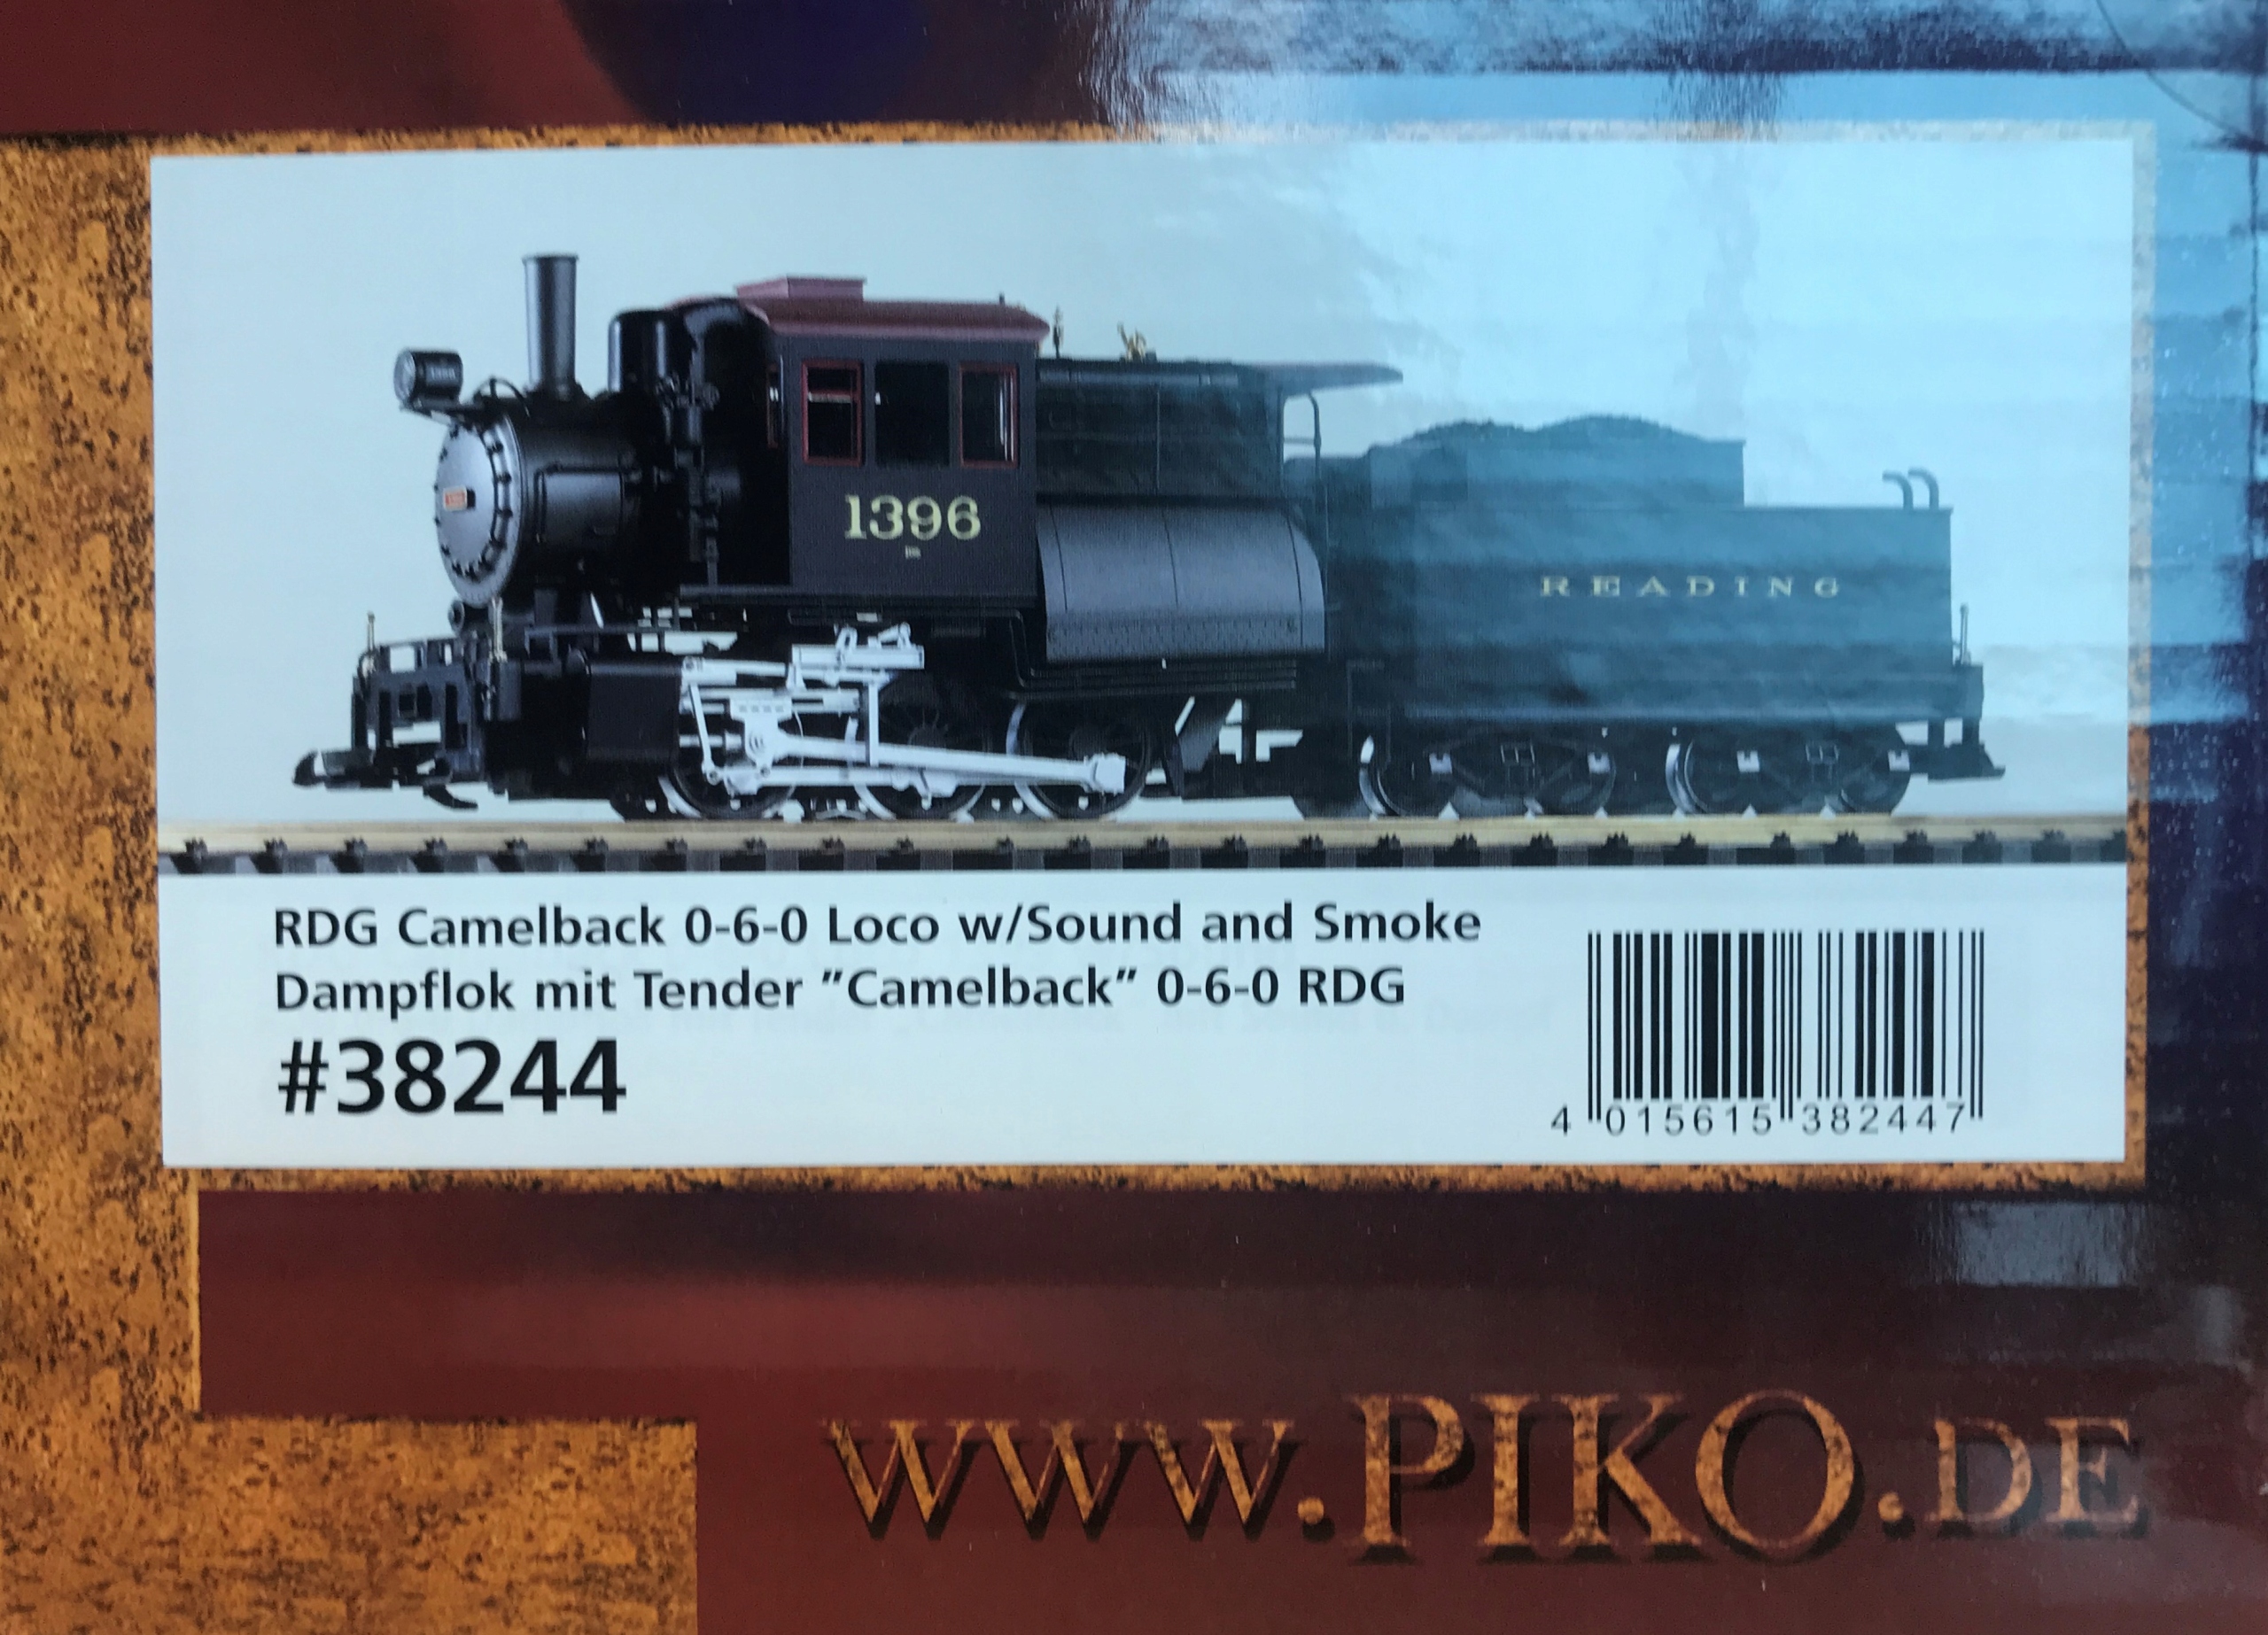 1396
READING
RDG Camelback 0-6-0 Loco w/Sound and Smoke
Dampflok mit Tender "Camelback" 0-6-0 RDG
#38244
4 015615 382447
WWW.PIKO.DE